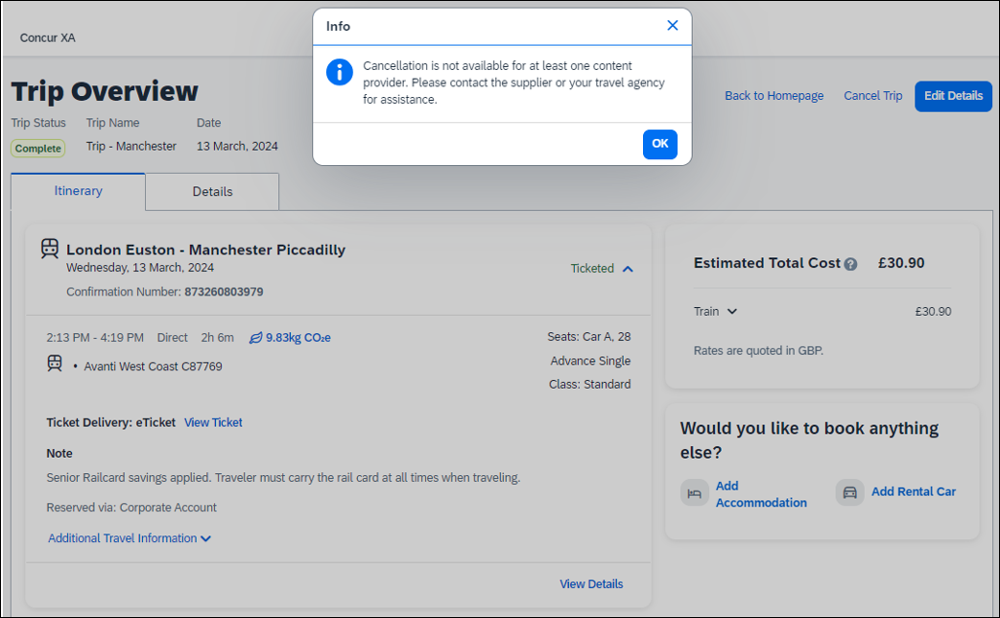 Concur XA
Info
Cancellation is not available for at least one content
provider. Please contact the supplier or your travel agency
for assistance.
OK
Trip Overview
Back to Homepage Cancel Trip Edit Details
Trip Status Trip Name Date
Complete Trip - Manchester 13 March, 2024
Itinerary Details
London Euston - Manchester Piccadilly
Wednesday, 13 March, 2024
Ticketed
Confirmation Number: 873260803979
2:13 PM - 4:19 PM Direct 2h 6m 9.83kg CO₂e
Seats: Car A, 28
• Avanti West Coast C87769
Advance Single
Class: Standard
Ticket Delivery: eTicket View Ticket
Note
Senior Railcard savings applied. Traveler must carry the rail card at all times when traveling.
Reserved via: Corporate Account
Additional Travel Information
View Details
Estimated Total Cost ? £30.90
Train £30.90
Rates are quoted in GBP.
Would you like to book anything
else?
Add
Accommodation
Add Rental Car